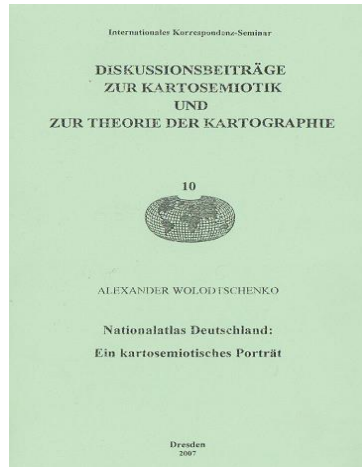 Internationales Korrespondenz-Seminar
DISKUSSIONSBEITRÄGE
ZUR KARTOSEMIOTIK
UND
ZUR THEORIE DER KARTOGRAPHIE
10
ALEXANDER WOLODTSCHENKO
Nationalatlas Deutschland:
Ein kartosemiotisches Porträt
Dresden
2007